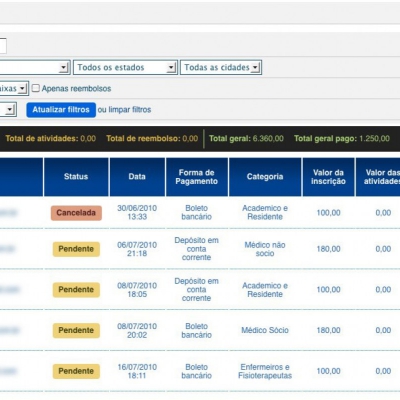 Todos os estados Todas as cidades
aixas Apenas reembolsos
Atualizar filtros ou limpar filtros
Total de atividades: 0,00 Total de reembolso: 0,00 Total geral: 6.360,00 Total geral pago: 1.250,00
Status Data Forma de Pagamento Categoria Valor da inscrição Valor das atividades
Cancelada 30/06/2010 13:33 Boleto bancário Academico e Residente 100,00 0,00
Pendente 06/07/2010 21:18 Depósito em conta corrente Médico não socio 180,00 0,00
Pendente 08/07/2010 18:05 Depósito em conta corrente Academico e Residente 100,00 0,00
Pendente 08/07/2010 20:02 Boleto bancário Médico Sócio 180,00 0,00
Pendente 16/07/2010 18:11 Boleto bancário Enfermeiros e Fisioterapeutas 100,00 0,00